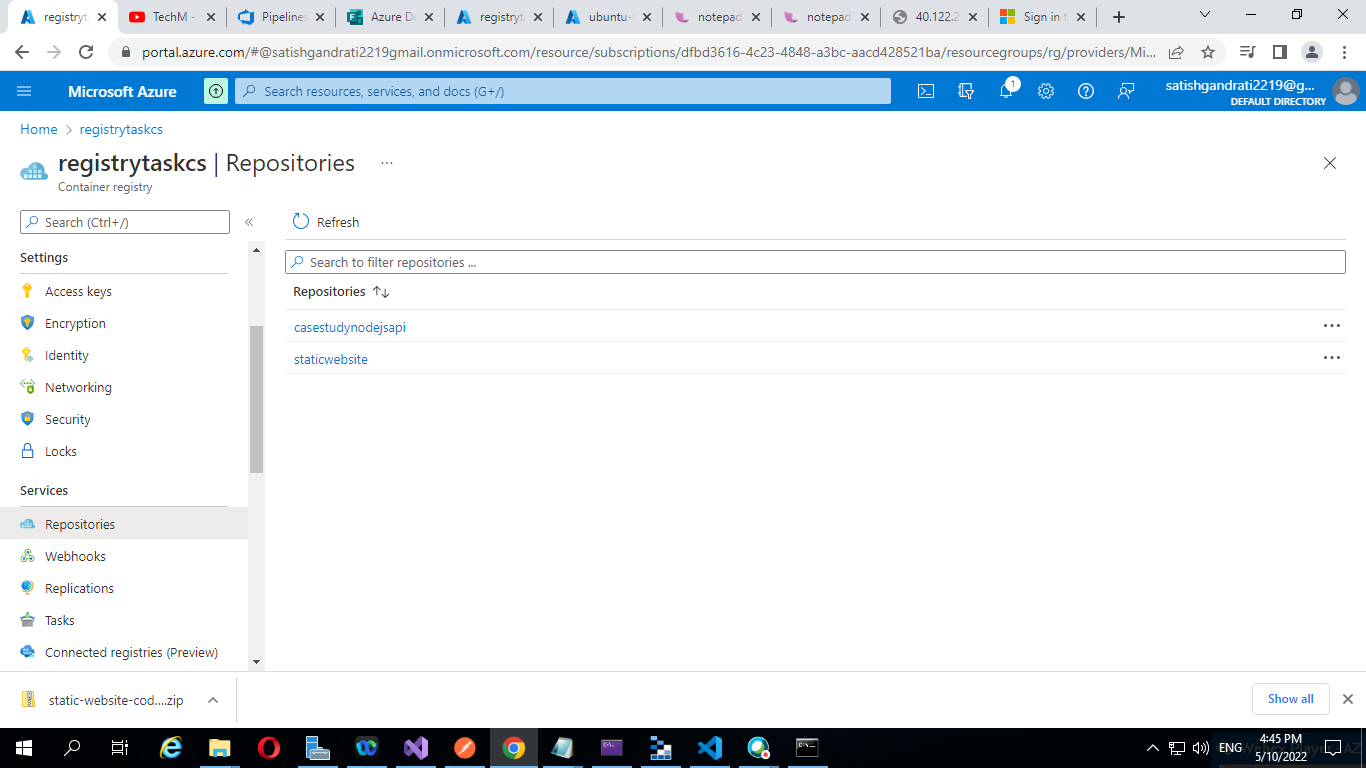 registryt
TechM -
Pipeline:
Azure De
registryt
ubuntu-
notepad
notepad
40.122.2
Sign in t
portal.azure.com/#@satishgandrati2219gmail.onmicrosoft.com/resource/subscriptions/dfbd3616-4c23-4848-a3bc-aacd428521ba/resourcegroups/rg/providers/Mi...
Microsoft Azure
Search resources, services, and docs (G+/)
1
satishgandrati2219@g...
DEFAULT DIRECTORY
Home > registrytaskcs
registrytaskcs | Repositories ...
Container registry
Search (Ctrl+/)
«
Refresh
Settings
Search to filter repositories ...
Access keys
Repositories
Encryption
casestudynodejsapi
Identity
staticwebsite
Networking
Security
Locks
Services
Repositories
Webhooks
Replications
Tasks
Connected registries (Preview)
static-website-cod....zip
Show all
ENG
4:45 PM
5/10/2022